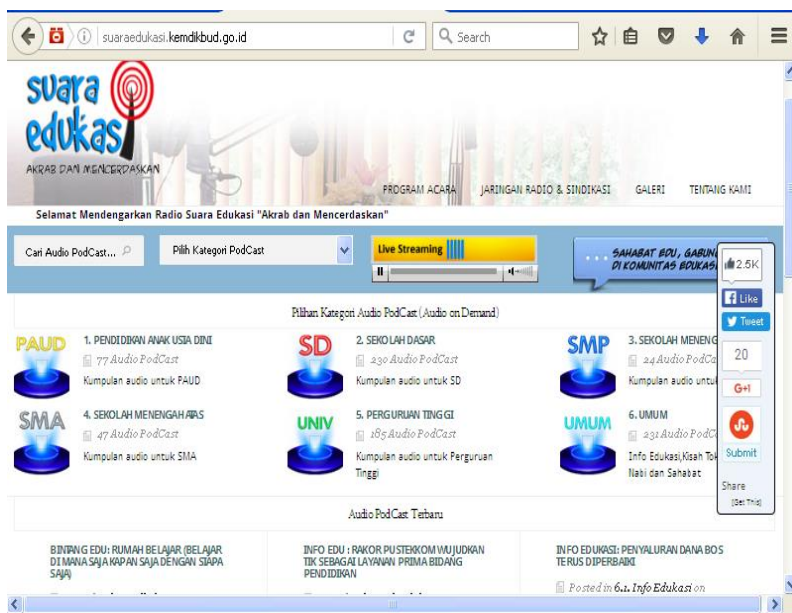 suaraedukasi.kemdikbud.go.id
Search
suara
edukasi
AKRAB DAN MENCERDASKAN
PROGRAM ACARA JARINGAN RADIO & SINDIKASI GALERI TENTANG KAMI
Selamat Mendengarkan Radio Suara Edukasi "Akrab dan Mencerdaskan"
Cari Audio PodCast...
Pilih Kategori PodCast
Live Streaming
... SAHABAT EDU, GABUNG
DI KOMUNITAS EDUKASI
2.5K
Like
Tweet
20
G+1
Submit
Share
[Get This]
Pilihan Kategori Audio PodCast (Audio on Demand)
PAUD
1. PENDIDIKAN ANAK USIA DINI
77 Audio PodCast
Kumpulan audio untuk PAUD
SD
2. SEKOLAH DASAR
230 Audio PodCast
Kumpulan audio untuk SD
SMP
3. SEKOLAH MENENG
24 Audio PodCa
Kumpulan audio untuk
SMA
4. SEKOLAH MENENGAH ATAS
47 Audio PodCast
Kumpulan audio untuk SMA
UNIV
5. PERGURUAN TINGGI
185 Audio PodCast
Kumpulan audio untuk Perguruan
Tinggi
UMUM
6. UMUM
231 Audio PodC
Info Edukasi,Kisah Tok
Nabi dan Sahabat
Audio PodCast Terbaru
BINTANG EDU: RUMAH BELAJAR (BELAJAR
DI MANA SAJA KAPAN SAJA DENGAN SIAPA
SAJA)
INFO EDU : RAKOR PUSTEKKOM WUJUDKAN
TIK SEBAGAI LAYANAN PRIMA BIDANG
PENDIDIKAN
INFO EDUKASI: PENYALURAN DANA BOS
TERUS DIPERBAIKI
Posted in 6.1. Info Edukasi on